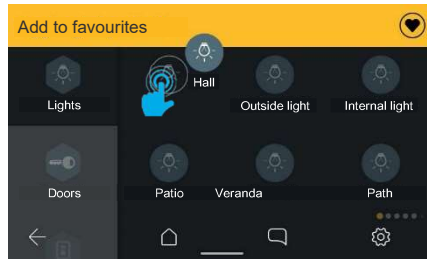 Add to favourites
Hall
Lights
Outside light
Internal light
Doors
Patio
Veranda
Path